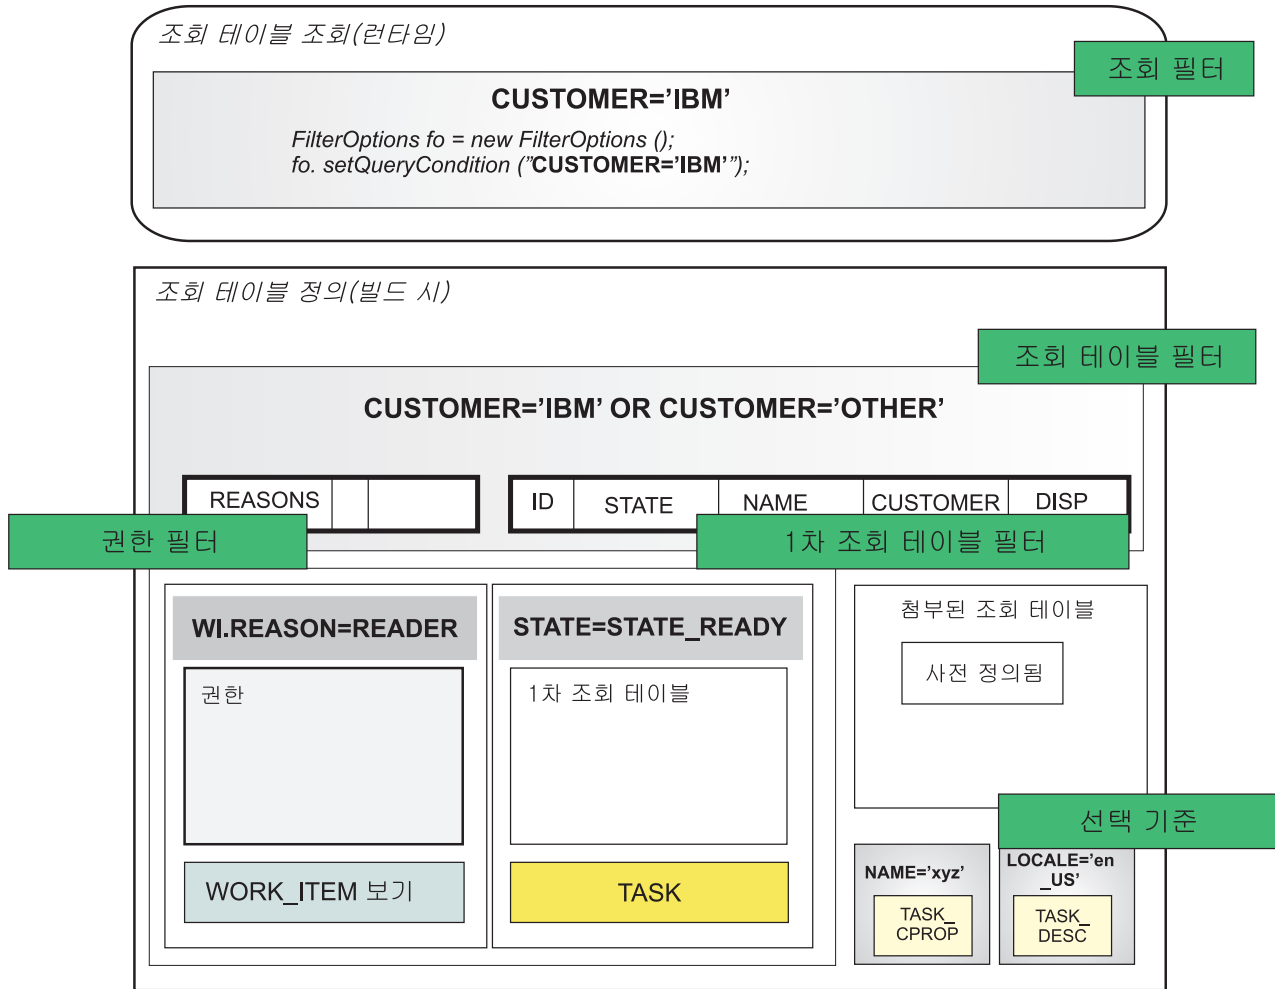 조회 테이블 조회(런타임)
조회 필터
CUSTOMER='IBM'
FilterOptions fo = new FilterOptions ();
fo. setQueryCondition ("CUSTOMER='IBM'");
조회 테이블 정의(빌드 시)
조회 테이블 필터
CUSTOMER='IBM' OR CUSTOMER='OTHER'
REASONS
ID STATE NAME CUSTOMER DISP
권한 필터
1차 조회 테이블 필터
WI.REASON=READER
STATE=STATE_READY
첨부된 조회 테이블
사전 정의됨
권한
1차 조회 테이블
선택 기준
WORK_ITEM 보기
TASK
NAME='xyz'
TASK_
CPROP
LOCALE='en
_US'
TASK_
DESC